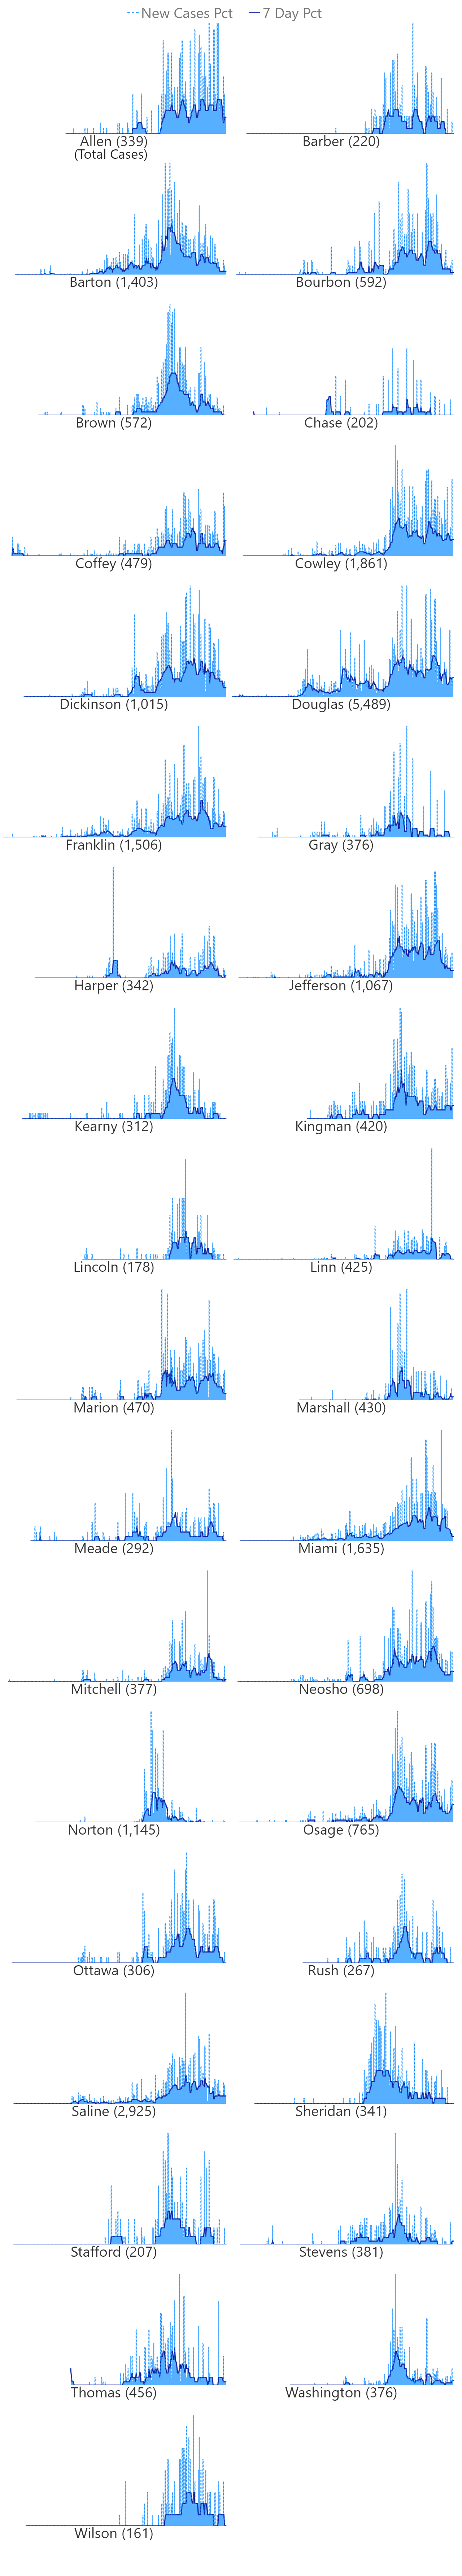 New Cases Pct 7 Day Pct
Allen (339) Barber (220)
(Total Cases)
Barton (1,403) Bourbon (592)
Brown (572) Chase (202)
Coffey (479) Cowley (1,861)
Dickinson (1,015) Douglas (5,489)
Franklin (1,506) Gray (376)
Harper (342) Jefferson (1,067)
Kearny (312) Kingman (420)
Lincoln (178) Linn (425)
Marion (470) Marshall (430)
Meade (292) Miami (1,635)
Mitchell (377) Neosho (698)
Norton (1,145) Osage (765)
Ottawa (306) Rush (267)
Saline (2,925) Sheridan (341)
Stafford (207) Stevens (381)
Thomas (456) Washington (376)
Wilson (161)